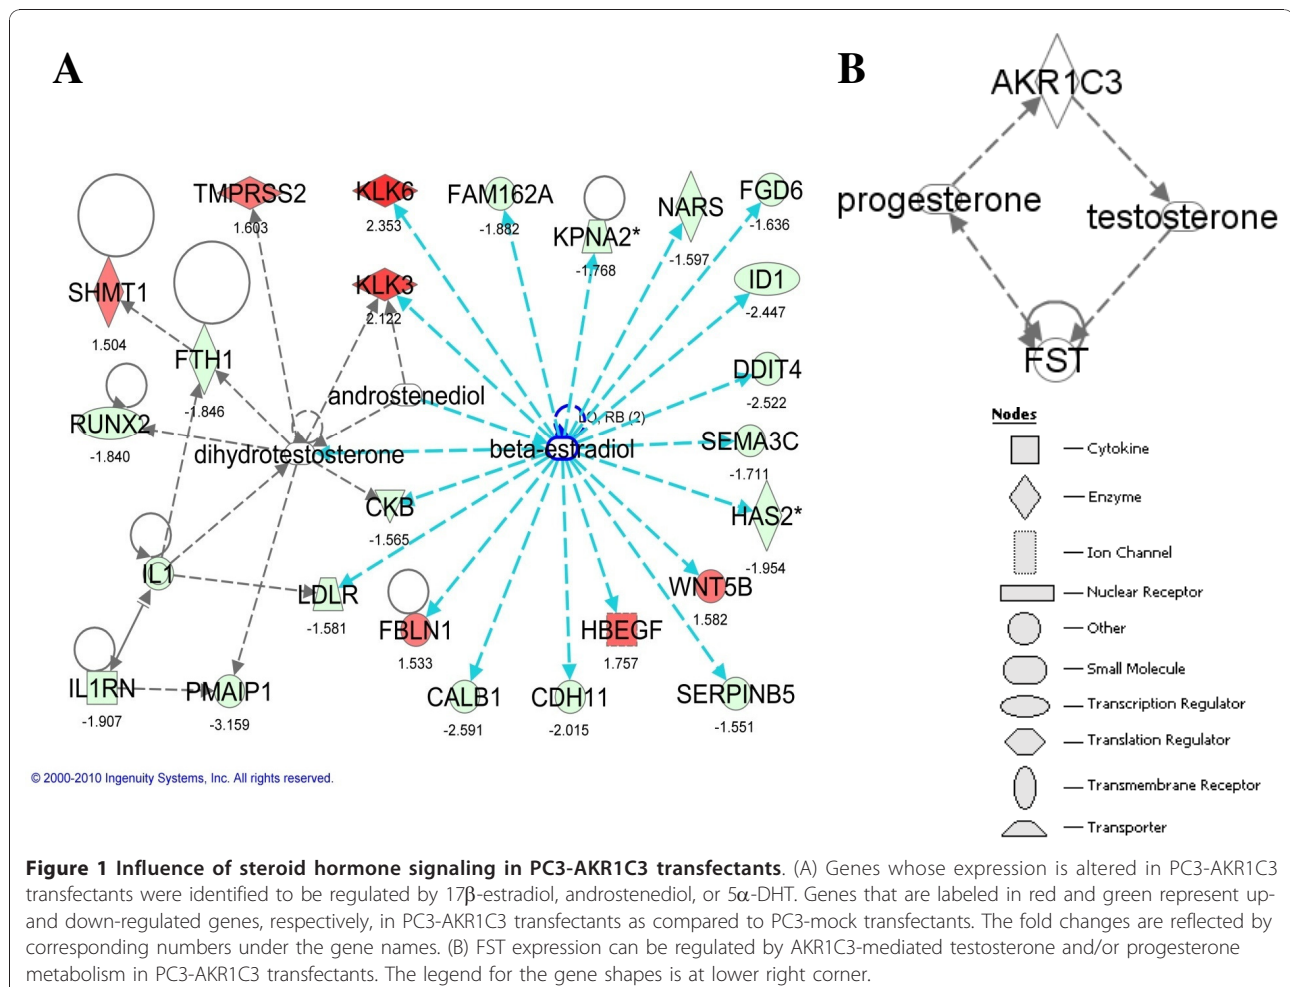 A
B
AKR1C3
progesterone
testosterone
FST
TMPRSS2
1.603
KLK6
2.353
FAM162A
-1.882
KPNA2*
-1.768
NARS
-1.597
FGD6
-1.636
SHMT1
1.504
KLK3
2.122
ID1
-2.447
FTH1
-1.846
androstenediol
DDIT4
-2.522
RUNX2
-1.840
dihydrotestosterone
RB (2)
beta-estradiol
SEMA3C
-1.711
CKB
-1.565
HAS2*
-1.954
IL1
LDLR
-1.581
FBLN1
1.533
HBEGF
1.757
WNT5B
1.582
IL1RN
-1.907
PMAIP1
-3.159
CALB1
-2.591
CDH11
-2.015
SERPINB5
-1.551
Nodes
Cytokine
Enzyme
Ion Channel
Nuclear Receptor
Other
Small Molecule
Transcription Regulator
Translation Regulator
Transmembrane Receptor
Transporter
© 2000-2010 Ingenuity Systems, Inc. All rights reserved.
Figure 1 Influence of steroid hormone signaling in PC3-AKR1C3 transfectants. (A) Genes whose expression is altered in PC3-AKR1C3
transfectants were identified to be regulated by 17β-estradiol, androstenediol, or 5α-DHT. Genes that are labeled in red and green represent up-
and down-regulated genes, respectively, in PC3-AKR1C3 transfectants as compared to PC3-mock transfectants. The fold changes are reflected by
corresponding numbers under the gene names. (B) FST expression can be regulated by AKR1C3-mediated testosterone and/or progesterone
metabolism in PC3-AKR1C3 transfectants. The legend for the gene shapes is at lower right corner.